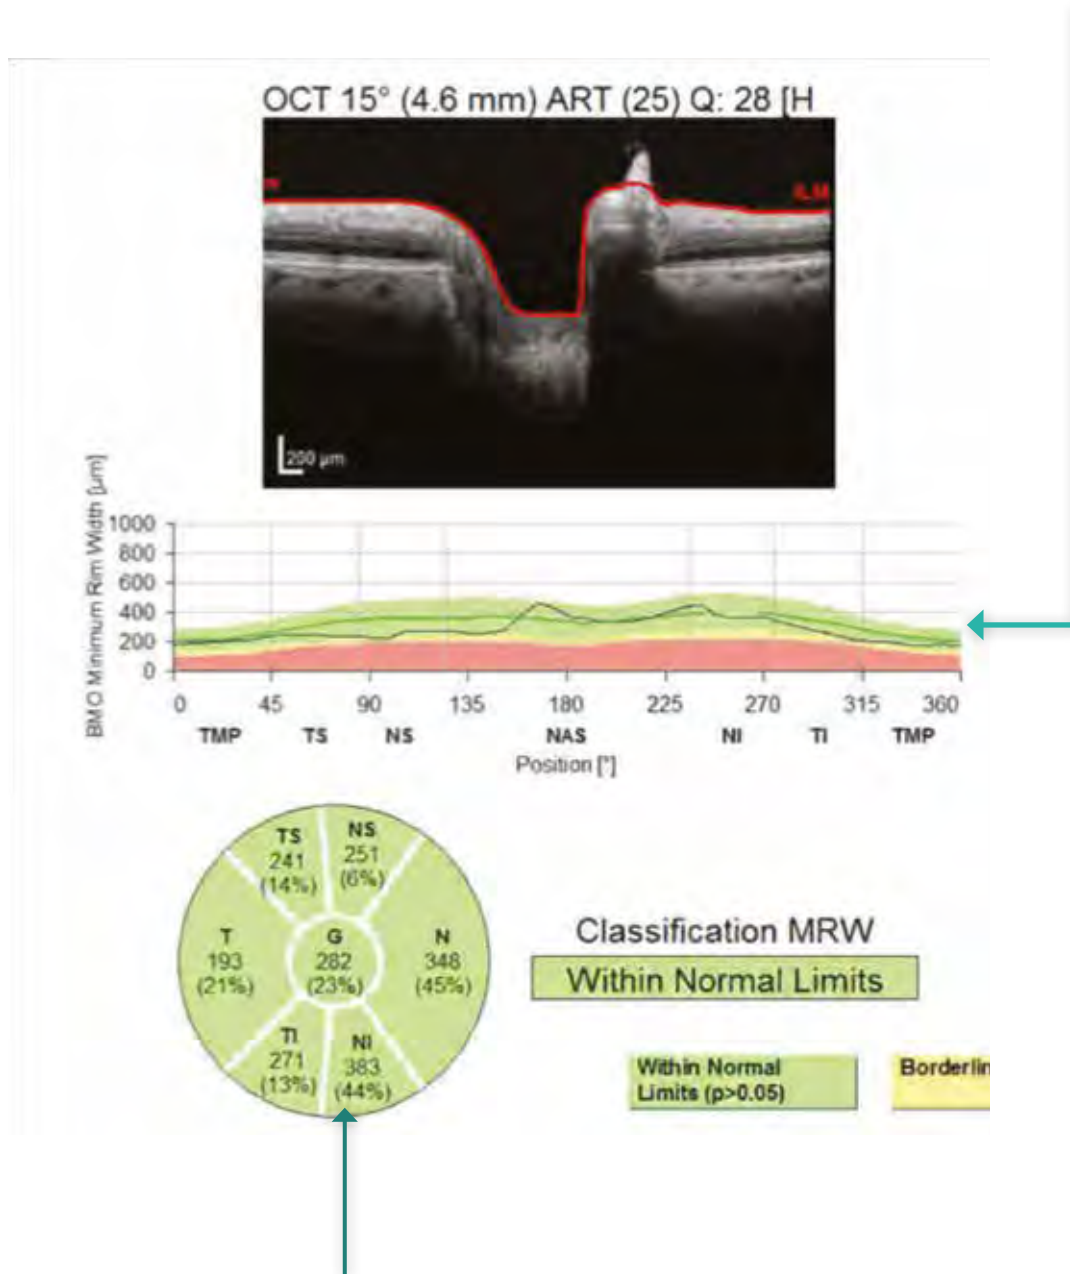 OCT 15° (4.6 mm) ART (25) Q: 28 [H
ILM
200 µm
BMO Minimum Rim Width [µm]
1000
800
600
400
200
0
0 45 90 135 180 225 270 315 360
TMP TS NS NAS NI TI TMP
Position [°]
TS
241
(14%)
NS
251
(6%)
T
193
(21%)
G
282
(23%)
N
348
(45%)
TI
271
(13%)
NI
383
(44%)
Classification MRW
Within Normal Limits
Within Normal
Limits (p>0.05)
Borderlin